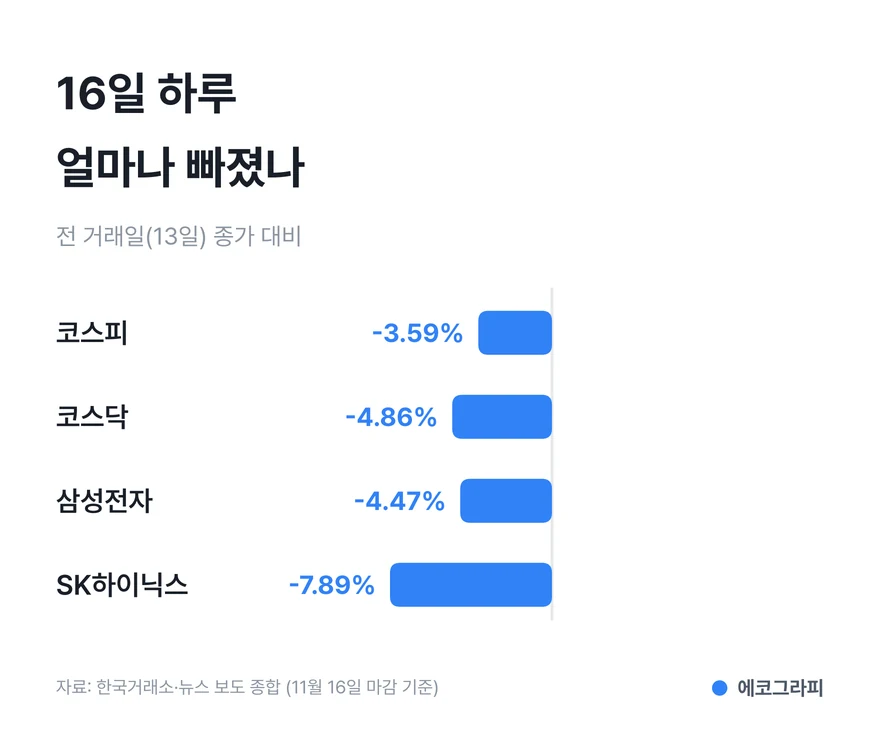 16일 하루
얼마나 빠졌나
전 거래일(13일) 종가 대비
코스피 -3.59%
코스닥 -4.86%
삼성전자 -4.47%
SK하이닉스 -7.89%
자료: 한국거래소·뉴스 보도 종합 (11월 16일 마감 기준)
에코그라피